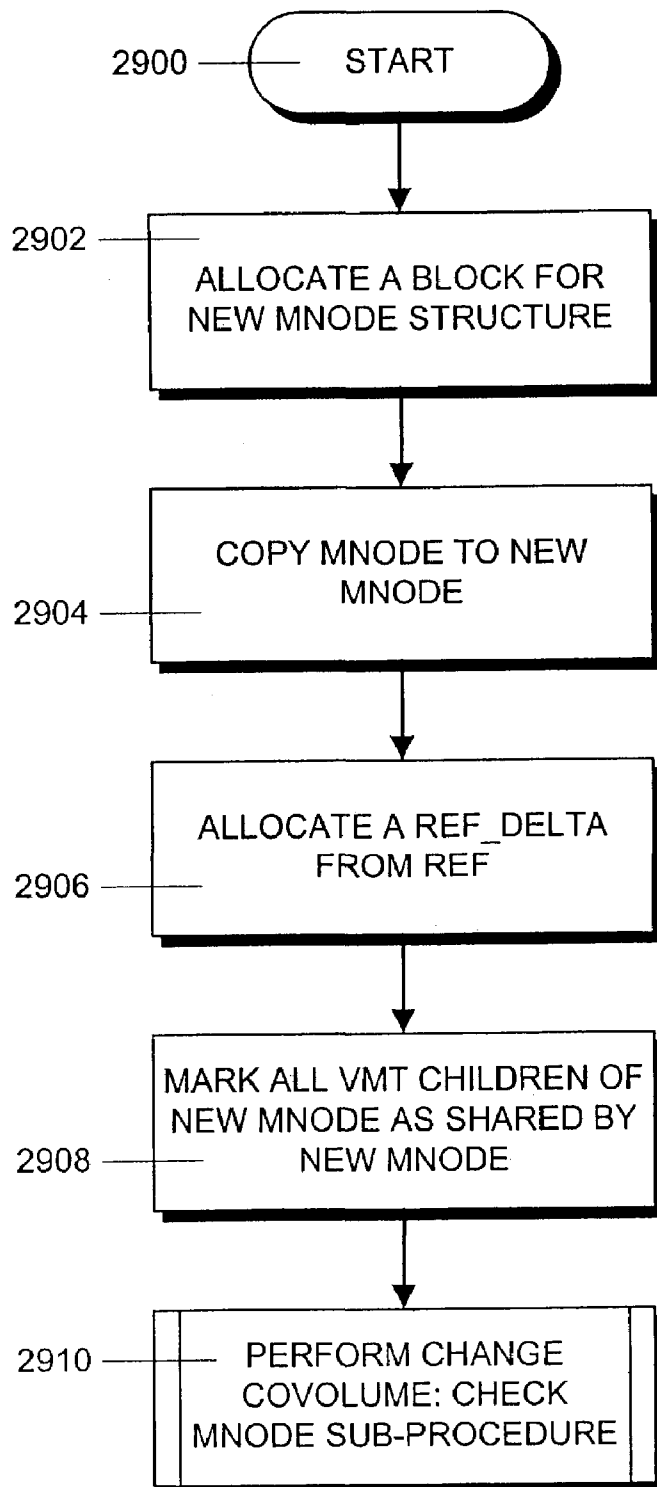 2900
START
2902
ALLOCATE A BLOCK FOR
NEW MNODE STRUCTURE
COPY MNODE TO NEW
MNODE
2904
ALLOCATE A REF_DELTA
FROM REF
2906
MARK ALL VMT CHILDREN OF
NEW MNODE AS SHARED BY
NEW MNODE
2908
2910
PERFORM CHANGE
COVOLUME: CHECK
MNODE SUB-PROCEDURE